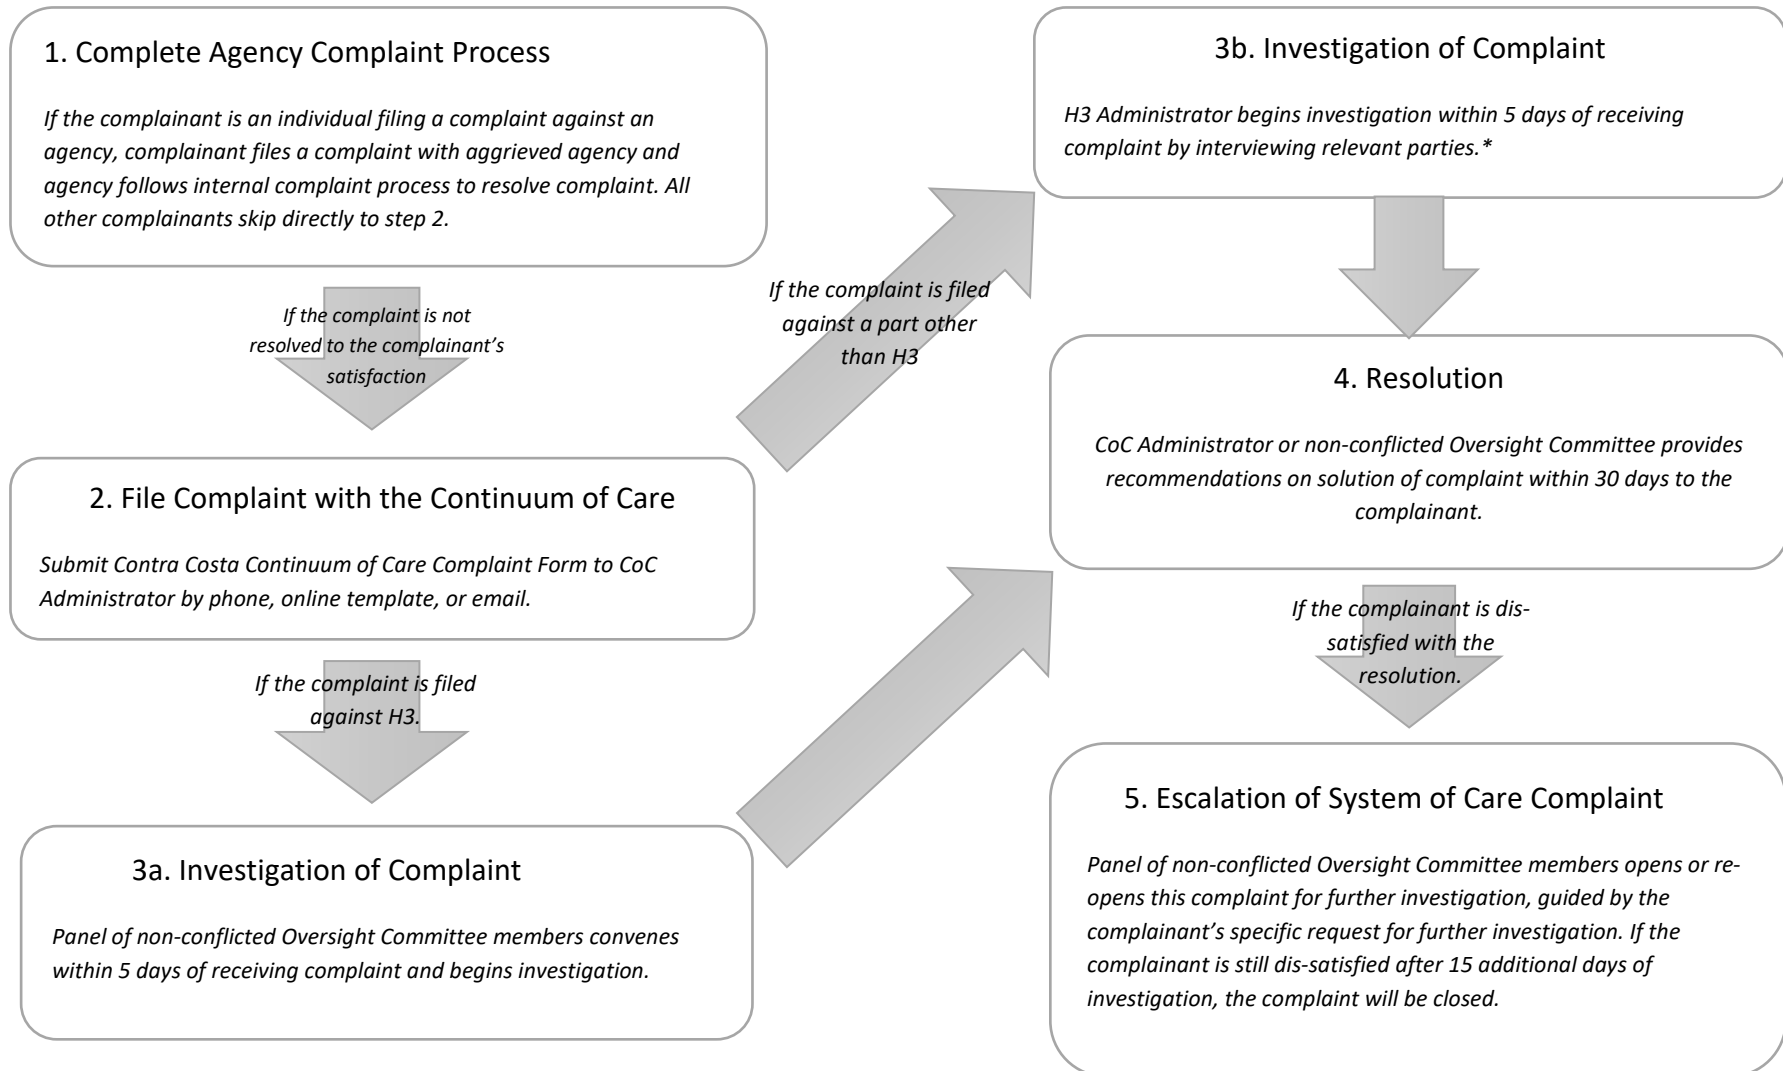 1. Complete Agency Complaint Process
If the complainant is an individual filing a complaint against an
agency, complainant files a complaint with aggrieved agency and
agency follows internal complaint process to resolve complaint. All
other complainants skip directly to step 2.
If the complaint is not
resolved to the complainant’s
satisfaction
2. File Complaint with the Continuum of Care
Submit Contra Costa Continuum of Care Complaint Form to CoC
Administrator by phone, online template, or email.
If the complaint is filed
against H3.
3a. Investigation of Complaint
Panel of non-conflicted Oversight Committee members convenes
within 5 days of receiving complaint and begins investigation.
If the complaint is filed
against a part other
than H3
3b. Investigation of Complaint
H3 Administrator begins investigation within 5 days of receiving
complaint by interviewing relevant parties.*
4. Resolution
CoC Administrator or non-conflicted Oversight Committee provides
recommendations on solution of complaint within 30 days to the
complainant.
If the complainant is dis-
satisfied with the
resolution.
5. Escalation of System of Care Complaint
Panel of non-conflicted Oversight Committee members opens or re-
opens this complaint for further investigation, guided by the
complainant’s specific request for further investigation. If the
complainant is still dis-satisfied after 15 additional days of
investigation, the complaint will be closed.